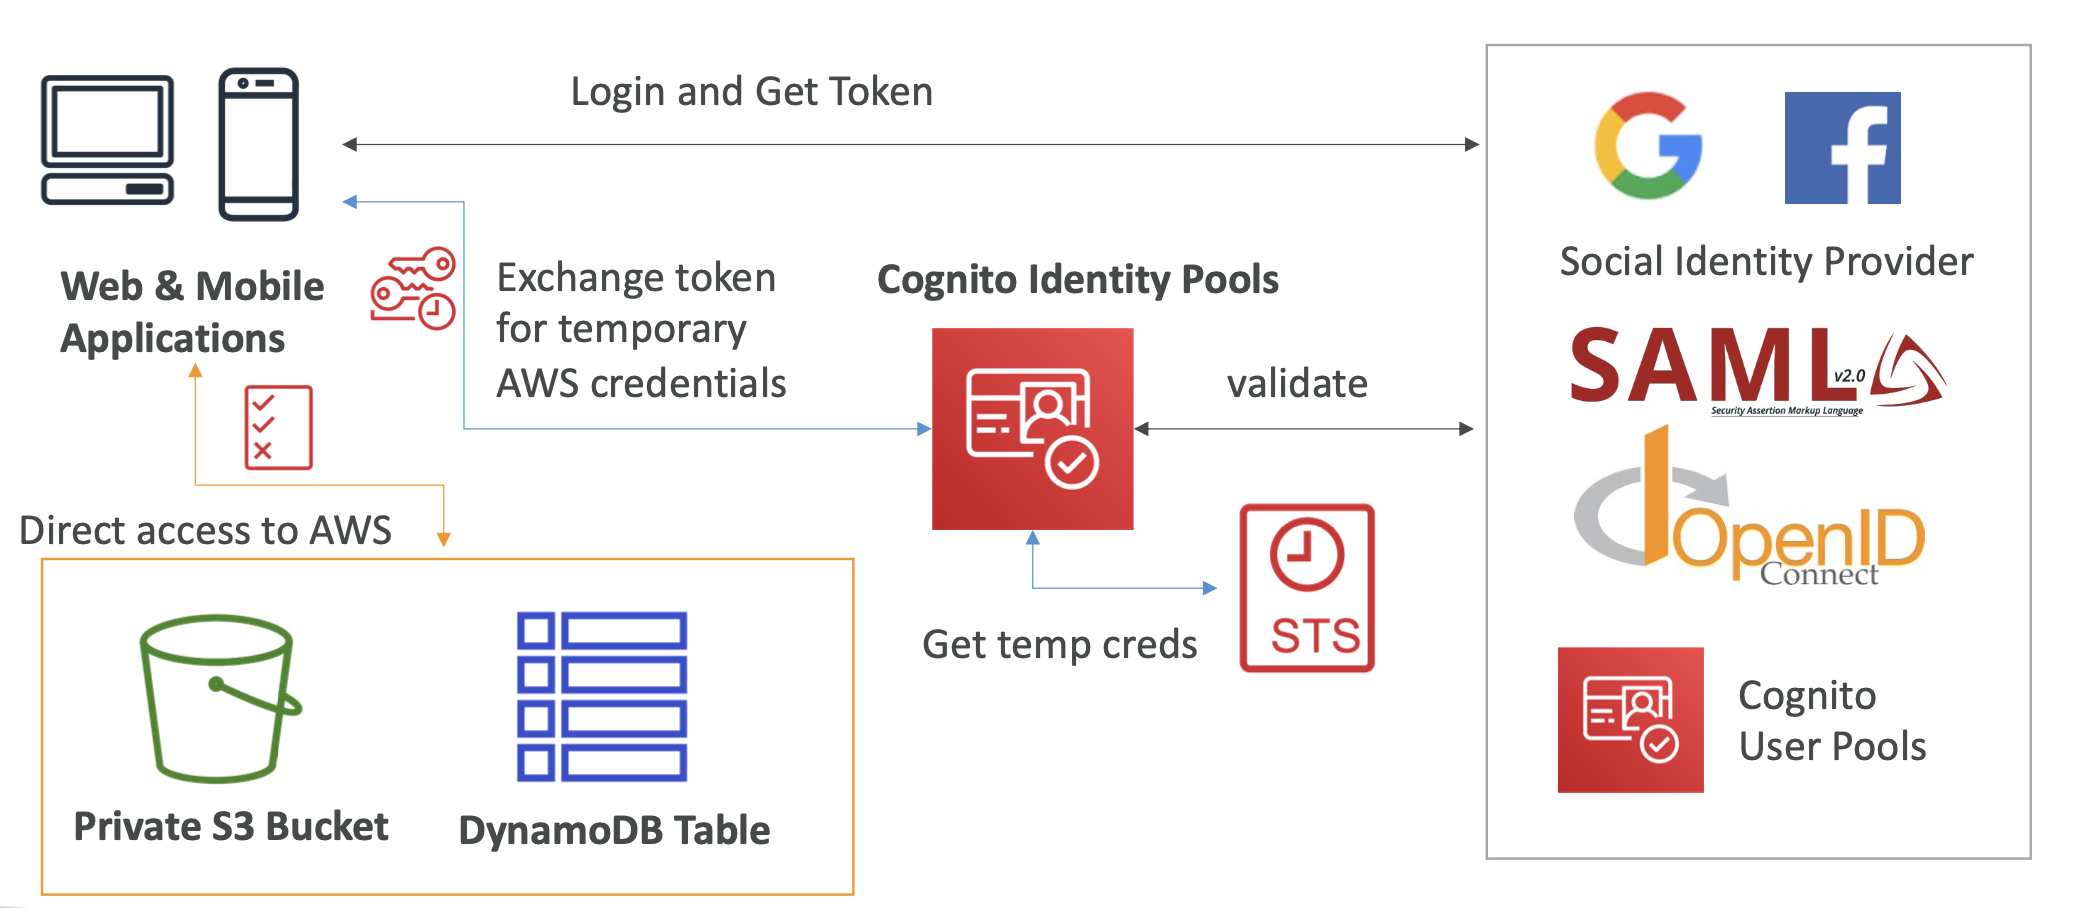 Login and Get Token
Web & Mobile
Applications
Exchange token
for temporary
AWS credentials
Cognito Identity Pools
validate
Social Identity Provider
SAML
v2.0
Security Assertion Markup Language
OpenID
Connect
Direct access to AWS
Get temp creds
STS
Cognito
User Pools
Private S3 Bucket
DynamoDB Table